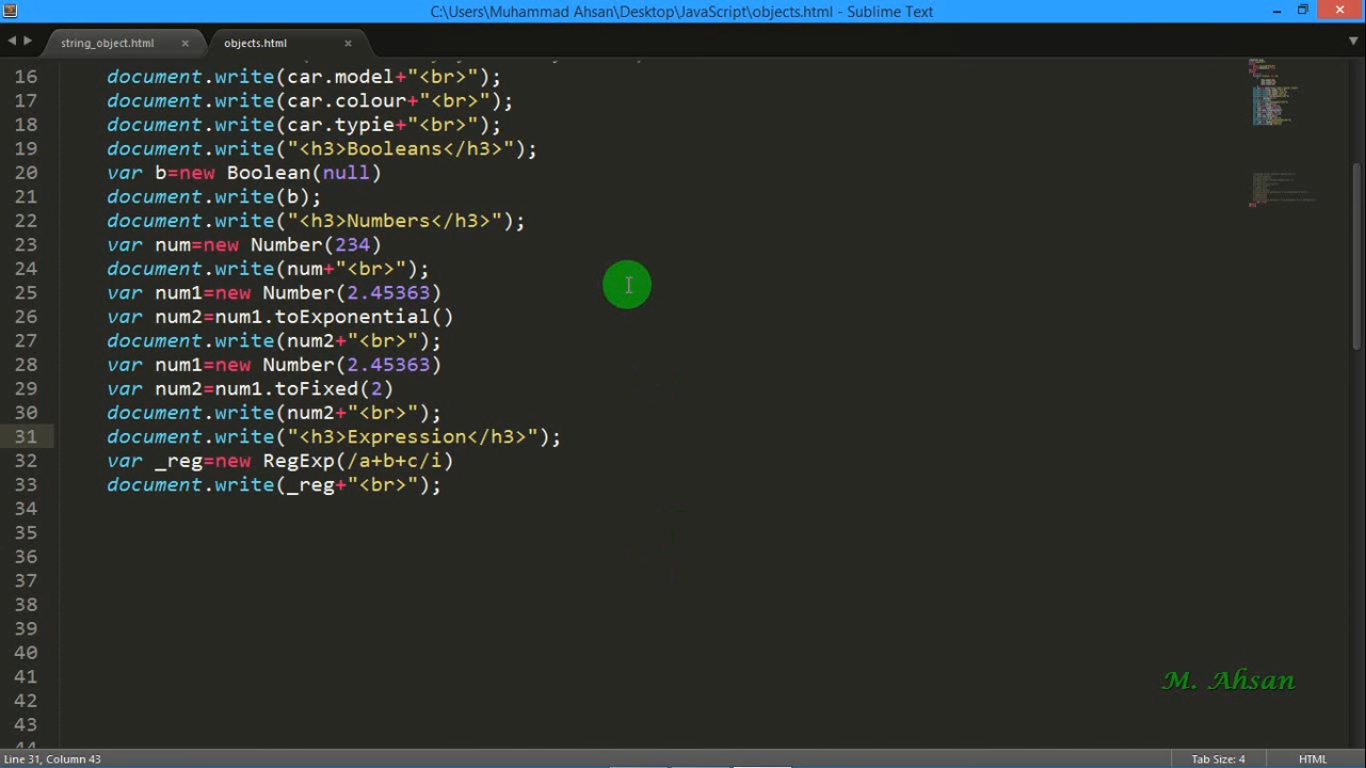 C:\Users\Muhammad Ahsan\Desktop\JavaScript\objects.html - Sublime Text
string_object.html × objects.html ×
16 document.write(car.model+"<br>");
17 document.write(car.colour+"<br>");
18 document.write(car.typie+"<br>");
19 document.write("<h3>Booleans</h3>");
20 var b=new Boolean(null)
21 document.write(b);
22 document.write("<h3>Numbers</h3>");
23 var num=new Number(234)
24 document.write(num+"<br>");
25 var num1=new Number(2.45363)
26 var num2=num1.toExponential()
27 document.write(num2+"<br>");
28 var num1=new Number(2.45363)
29 var num2=num1.toFixed(2)
30 document.write(num2+"<br>");
31 document.write("<h3>Expression</h3>");
32 var _reg=new RegExp(/a+b+c/i)
33 document.write(_reg+"<br>");
34
35
36
37
38
39
40
41
M. Ahsan
42
43
44
Line 31, Column 43 Tab Size: 4 HTML